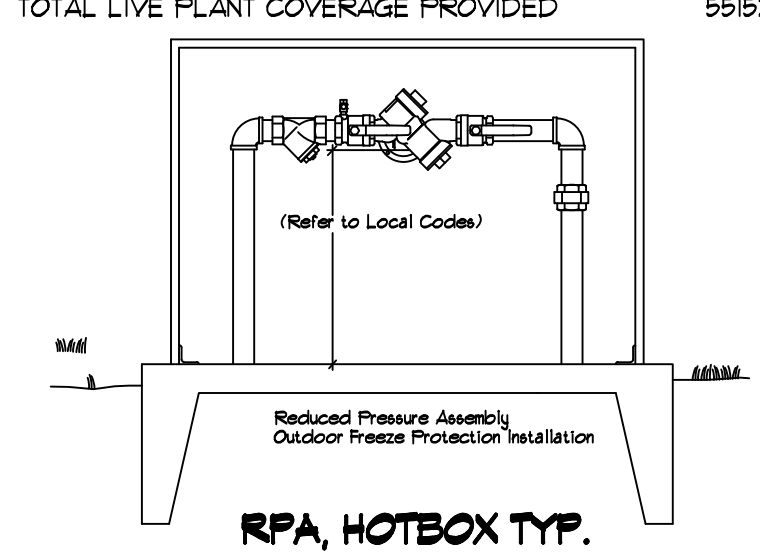 TOTAL LIVE PLANT COVERAGE PROVIDED
(Refer to Local Codes)
Reduced Pressure Assembly
Outdoor Freeze Protection Installation
RPA, HOTBOX TYP.